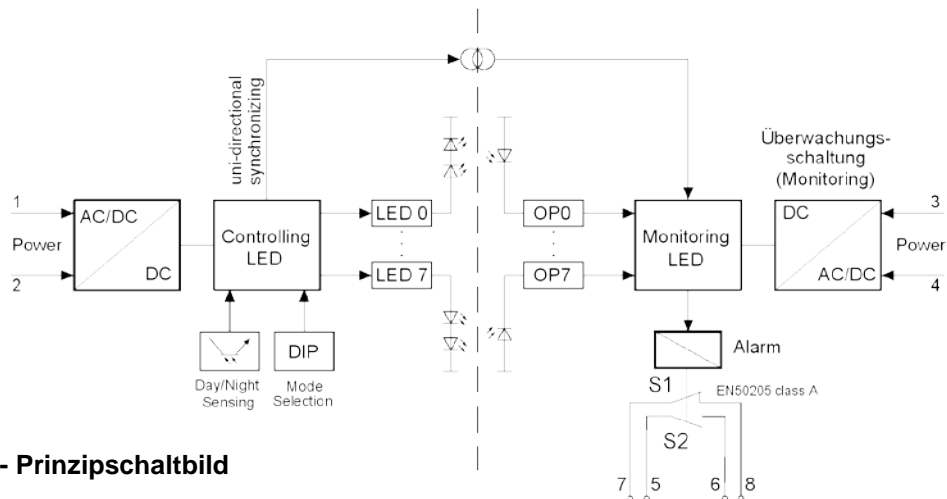 uni-directional
synchronizing
Überwachungs-
schaltung
(Monitoring)
1
AC/DC
DC
Power
2
Controlling
LED
LED 0
LED 7
OP0
OP7
Monitoring
LED
DC
AC/DC
3
Power
4
Day/Night
Sensing
DIP
Mode
Selection
Alarm
S1
EN50205 class A
S2
7
5
6
8
- Prinzipschaltbild